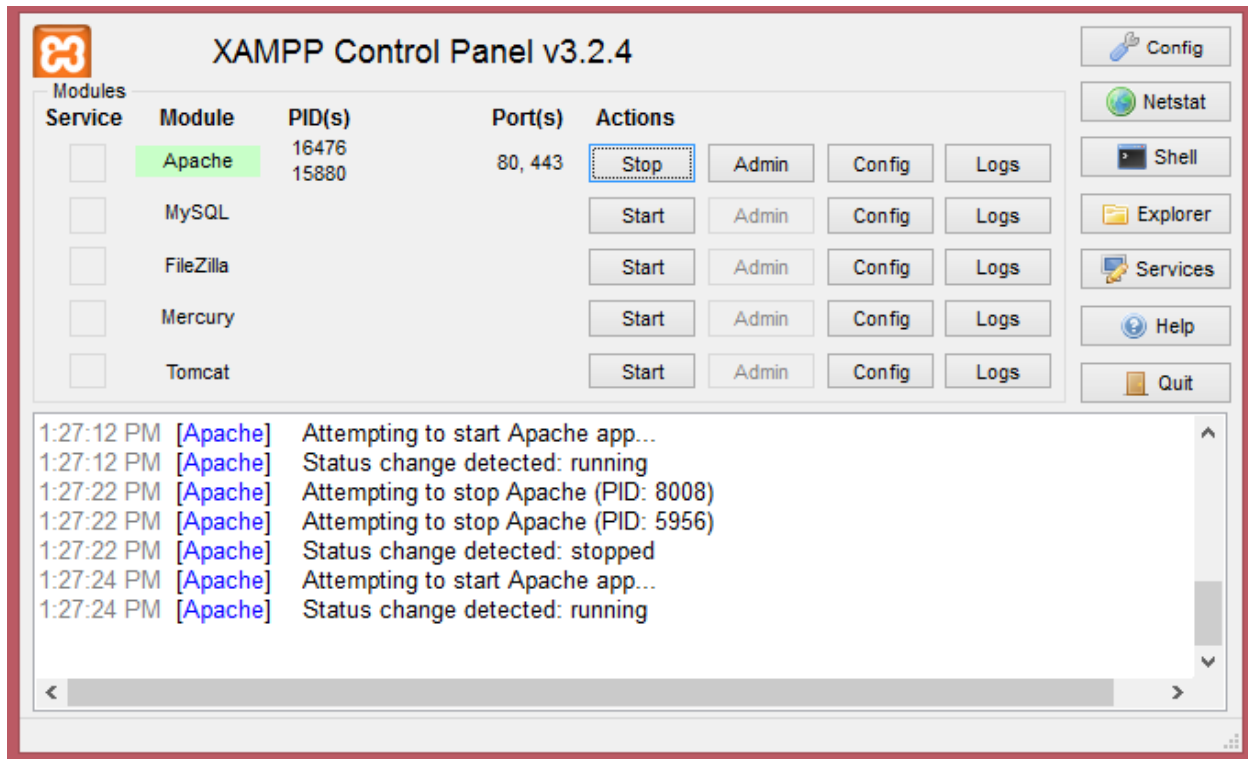 XAMPP Control Panel v3.2.4
Config
Modules
Netstat
Service Module PID(s) Port(s) Actions
Apache 16476 80, 443 Stop Admin Config Logs
15880
Shell
MySQL Start Admin Config Logs
Explorer
FileZilla Start Admin Config Logs
Services
Mercury Start Admin Config Logs
Help
Tomcat Start Admin Config Logs
Quit
1:27:12 PM [Apache] Attempting to start Apache app...
1:27:12 PM [Apache] Status change detected: running
1:27:22 PM [Apache] Attempting to stop Apache (PID: 8008)
1:27:22 PM [Apache] Attempting to stop Apache (PID: 5956)
1:27:22 PM [Apache] Status change detected: stopped
1:27:24 PM [Apache] Attempting to start Apache app...
1:27:24 PM [Apache] Status change detected: running